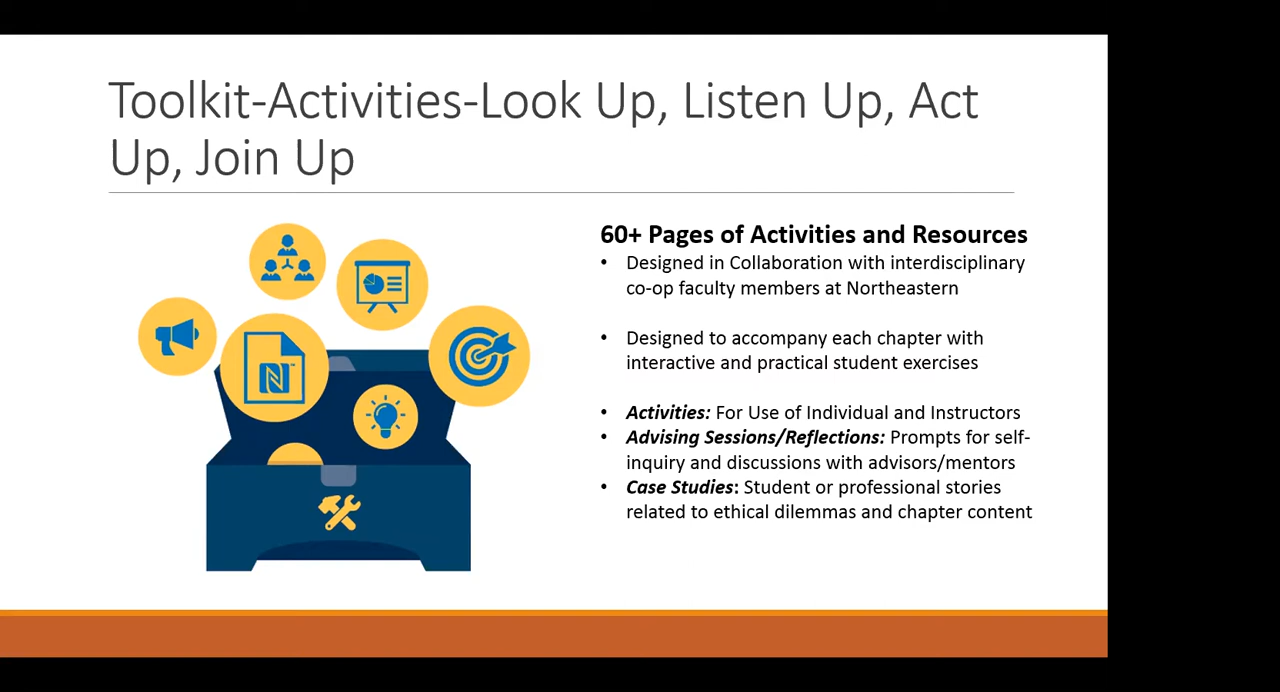 Toolkit-Activities-Look Up, Listen Up, Act
Up, Join Up
60+ Pages of Activities and Resources
• Designed in Collaboration with interdisciplinary
co-op faculty members at Northeastern
• Designed to accompany each chapter with
interactive and practical student exercises
• Activities: For Use of Individual and Instructors
• Advising Sessions/Reflections: Prompts for self-
inquiry and discussions with advisors/mentors
• Case Studies: Student or professional stories
related to ethical dilemmas and chapter content